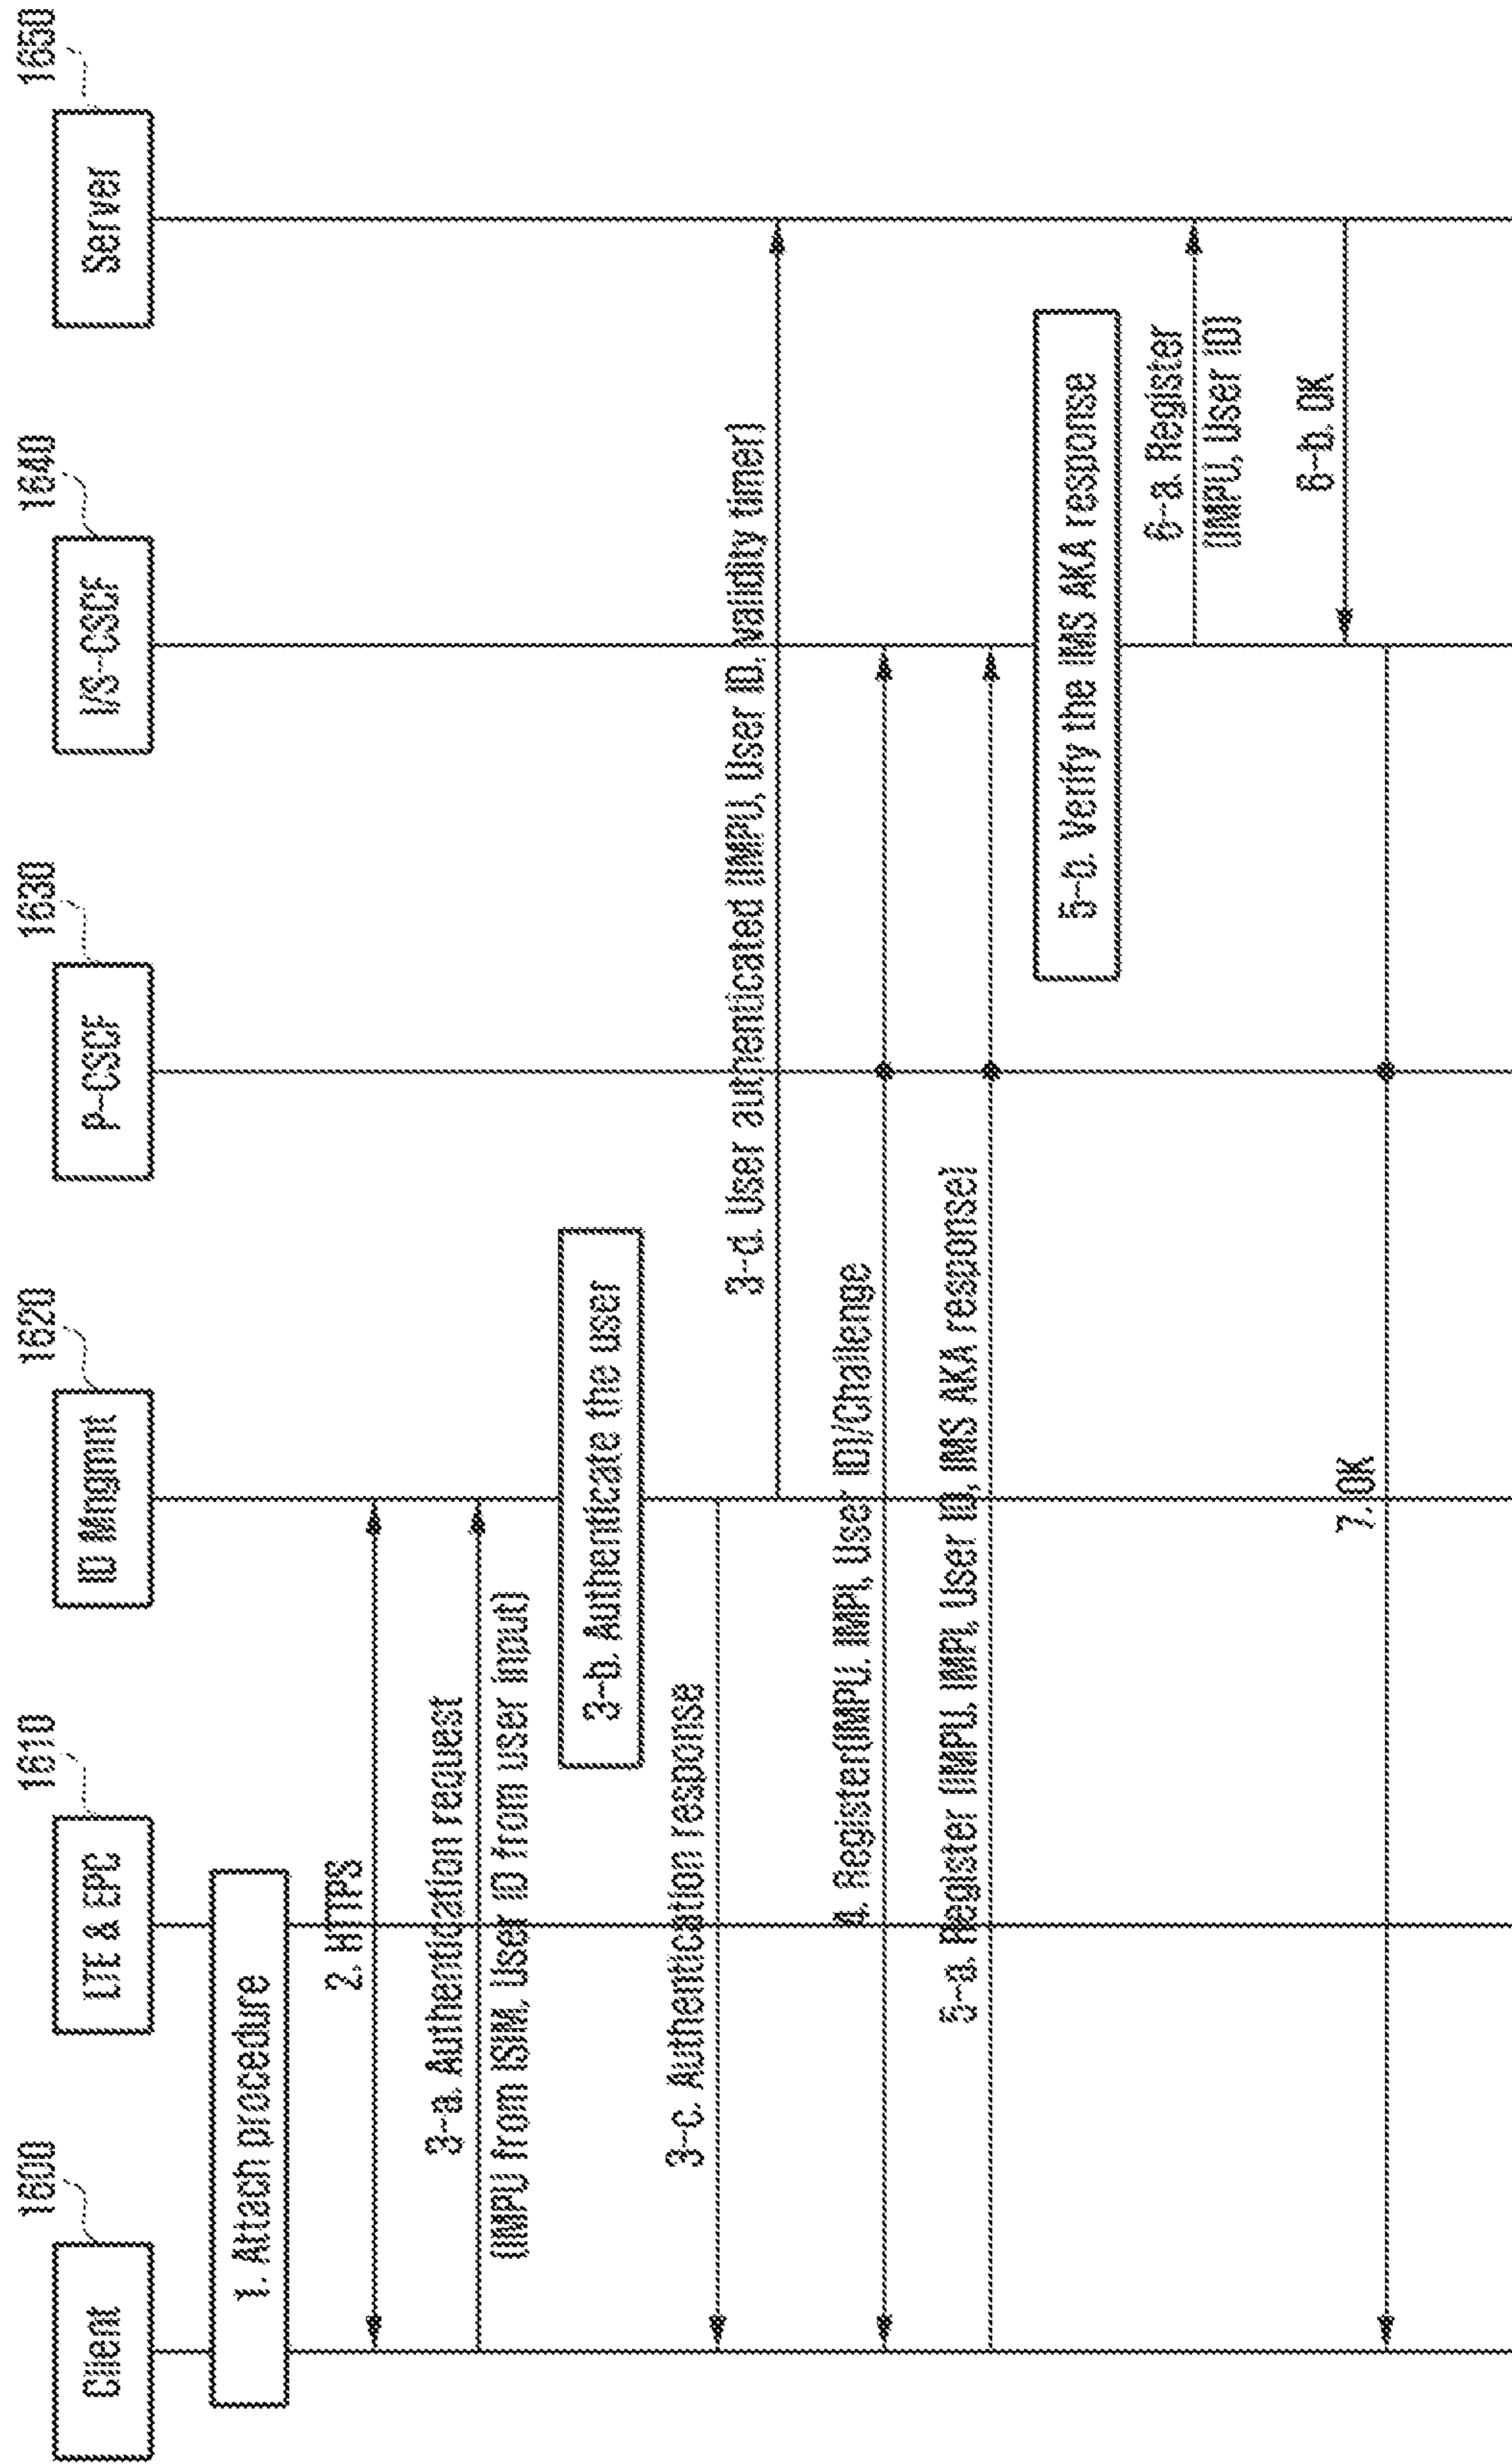 1600
1610
1620
1630
1640
1650
Client
LTE & EPC
ID Mngmnt
P-CSCF
I/S-CSCF
Server
1. Attach procedure
2. HTTPS
3-a. Authentication request
(IMPU from ISIM, User ID from user input)
3-b. Authenticate the user
3-c. Authentication response
3-d. User authenticated (IMPU, User ID, validity timer)
4. Register(IMPU, IMPI, User ID)/Challenge
5-a. Register (IMPU, IMPI, User ID, IMS AKA response)
5-b. Verify the IMS AKA response
6-a. Register
(IMPU, User ID)
6-b. OK
7. OK